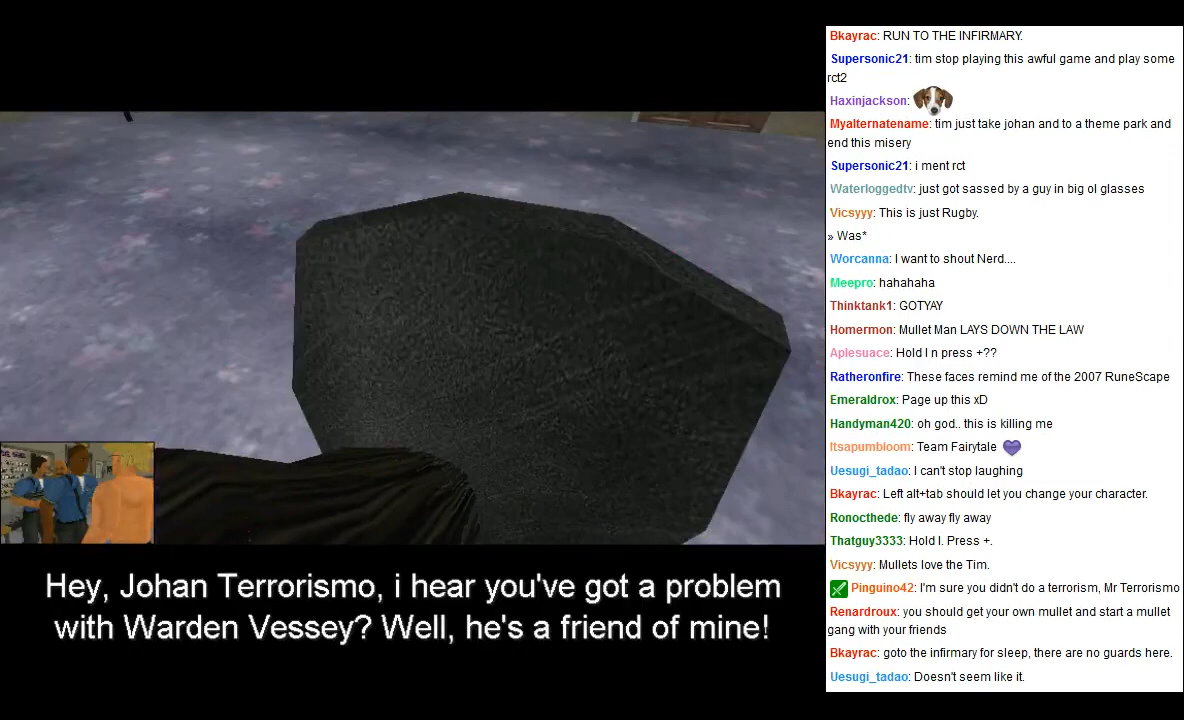 Hey, Johan Terrorismo, i hear you've got a problem
with Warden Vessey? Well, he's a friend of mine!
Bkayrac: RUN TO THE INFIRMARY.
Supersonic21: tim stop playing this awful game and play some
rct2
Haxinjackson:
Myalternatename: tim just take johan and to a theme park and
end this misery
Supersonic21: i ment rct
Waterloggedtv: just got sassed by a guy in big ol glasses
Vicsyyy: This is just Rugby.
» Was*
Worcanna: I want to shout Nerd....
Meepro: hahahaha
Thinktank1: GOTYAY
Homermon: Mullet Man LAYS DOWN THE LAW
Aplesuace: Hold I n press +??
Ratheronfire: These faces remind me of the 2007 RuneScape
Emeraldrox: Page up this xD
Handyman420: oh god.. this is killing me
Itsapumbloom: Team Fairytale 💜
Uesugi_tadao: I can't stop laughing
Bkayrac: Left alt+tab should let you change your character.
Ronocthede: fly away fly away
Thatguy3333: Hold I. Press +.
Vicsyyy: Mullets love the Tim.
Pinguino42: I'm sure you didn't do a terrorism, Mr Terrorismo
Renardroux: you should get your own mullet and start a mullet
gang with your friends
Bkayrac: goto the infirmary for sleep, there are no guards here.
Uesugi_tadao: Doesn't seem like it.